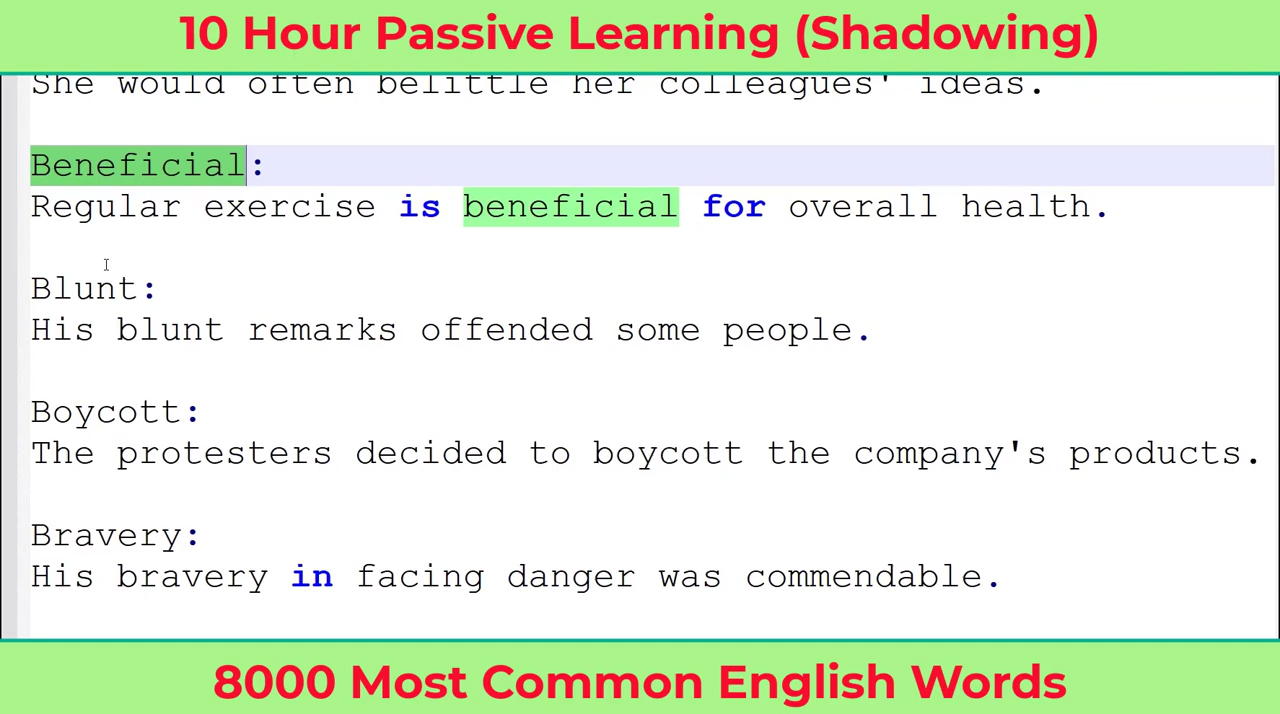 10 Hour Passive Learning (Shadowing)
She would often belittle her colleagues' ideas.
Beneficial:
Regular exercise is beneficial for overall health.
Blunt:
His blunt remarks offended some people.
Boycott:
The protesters decided to boycott the company's products.
Bravery:
His bravery in facing danger was commendable.
8000 Most Common English Words